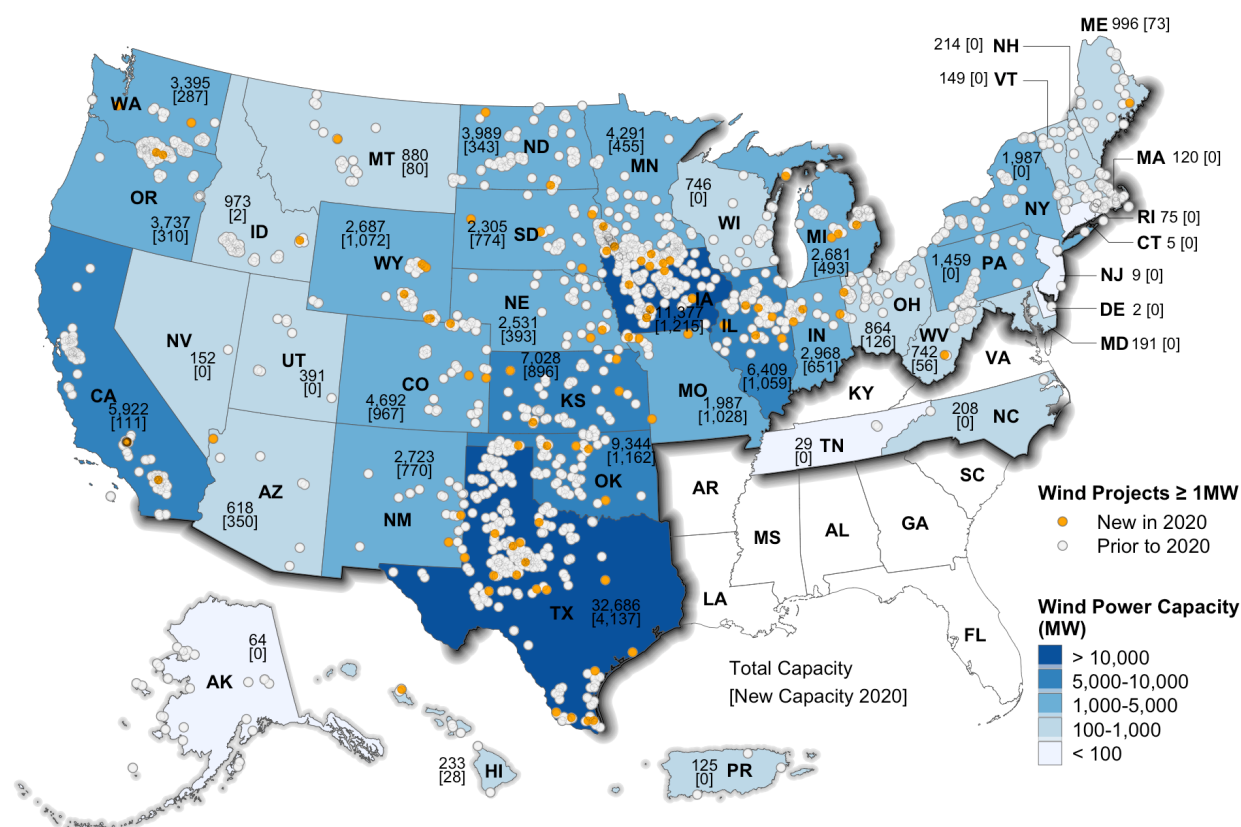 ME 996 [73]
214 [0] NH
149 [0] VT
3,395
[287]
WA
3,989
[343]
ND
4,291
[455]
MN
MT
880
[80]
1,987
[0]
NY
MA 120 [0]
OR
3,737
[310]
973
[2]
ID
2,687
[1,072]
WY
2,305
[774]
SD
746
[0]
WI
MI
2,681
[493]
RI 75 [0]
CT 5 [0]
1,459
[0]
PA
NJ 9 [0]
NE
2,531
[393]
IA
11,377
[1,215]
IL
6,409
[1,059]
IN
2,968
[651]
OH
864
[126]
WV
742
[56]
DE 2 [0]
MD 191 [0]
VA
NV
152
[0]
UT
391
[0]
CO
4,692
[967]
7,028
[896]
KS
MO
1,987
[1,028]
KY
CA
5,922
[111]
AZ
618
[350]
2,723
[770]
NM
9,344
[1,162]
OK
TN
29
[0]
208
[0]
NC
AR
SC
MS
AL
GA
LA
FL
TX
32,686
[4,137]
Wind Projects ≥ 1MW
New in 2020
Prior to 2020
Wind Power Capacity
(MW)
> 10,000
5,000-10,000
1,000-5,000
100-1,000
< 100
Total Capacity
[New Capacity 2020]
64
[0]
AK
233
[28]
HI
125
[0]
PR